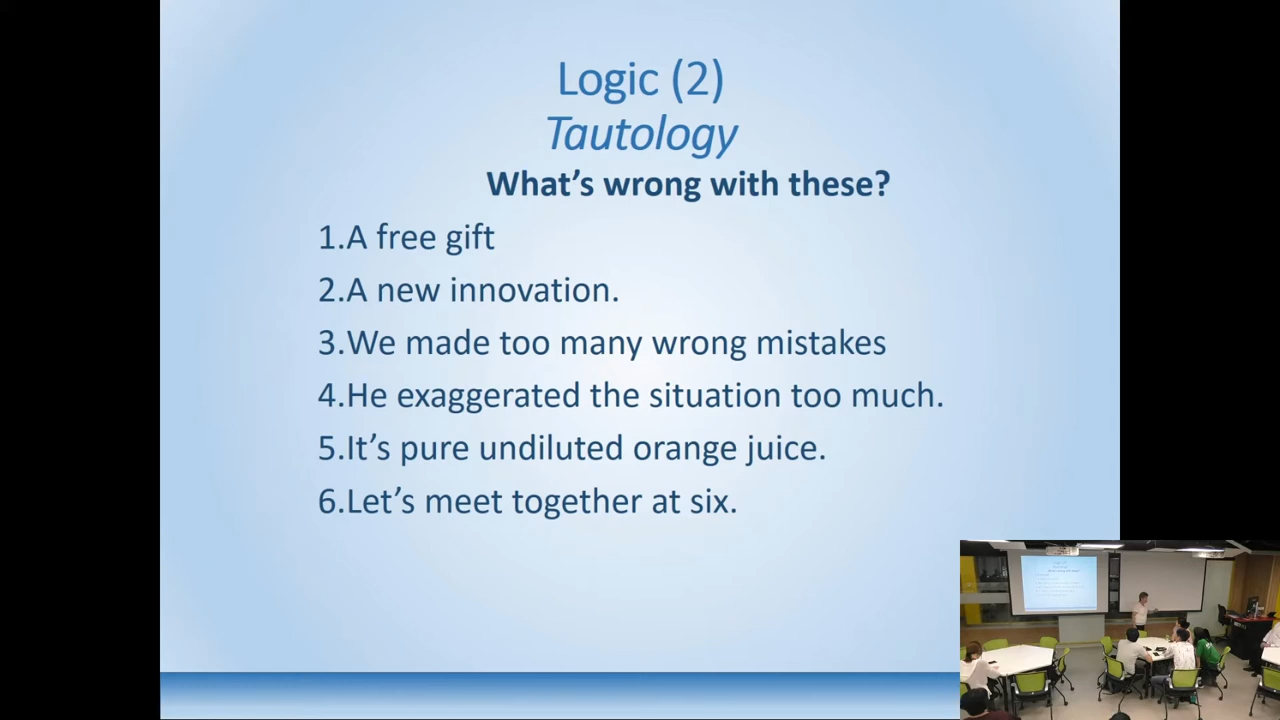 Logic (2)
Tautology
What's wrong with these?
1.A free gift
2.A new innovation.
3.We made too many wrong mistakes
4.He exaggerated the situation too much.
5.It's pure undiluted orange juice.
6.Let's meet together at six.